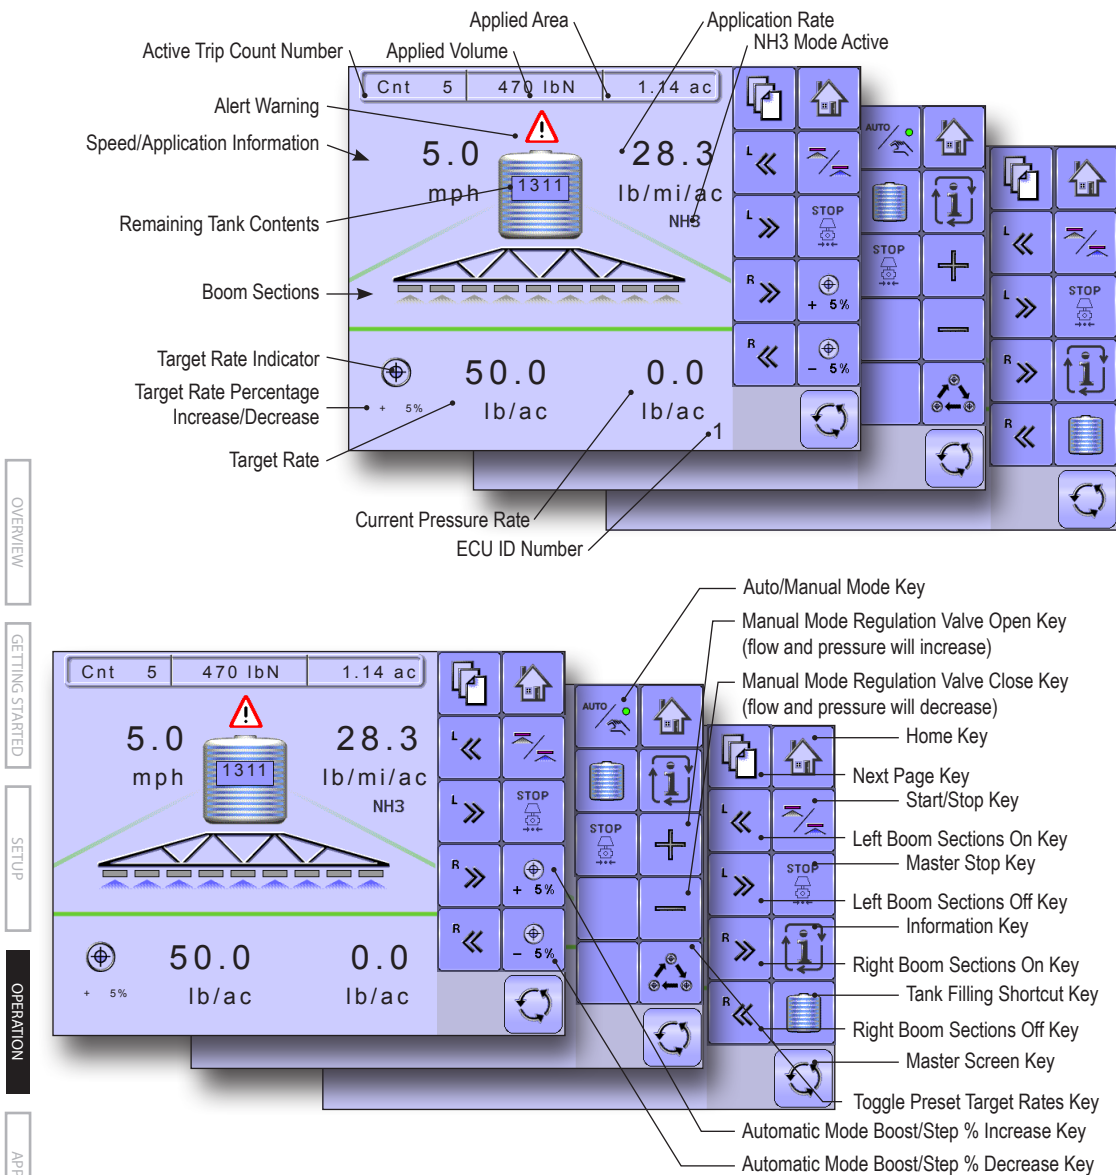 Applied Area
Application Rate
Active Trip Count Number
Applied Volume
NH3 Mode Active
Cnt 5 470 lbN 1.14 ac
Alert Warning
Speed/Application Information
5.0
mph
1311
28.3
lb/mi/ac
NH3
Remaining Tank Contents
Boom Sections
Target Rate Indicator
Target Rate Percentage
Increase/Decrease
+ 5%
50.0
lb/ac
0.0
lb/ac
1
Target Rate
Current Pressure Rate
ECU ID Number
L
L
STOP
R
+ 5%
R
- 5%
AUTO
STOP
L
L
STOP
R
R
OVERVIEW
GETTING STARTED
SETUP
OPERATION
APP
Cnt 5 470 lbN 1.14 ac
5.0
mph
1311
28.3
lb/mi/ac
NH3
+ 5%
50.0
lb/ac
0.0
lb/ac
L
L
STOP
R
+ 5%
R
- 5%
AUTO
STOP
L
L
STOP
R
R
Auto/Manual Mode Key
Manual Mode Regulation Valve Open Key
(flow and pressure will increase)
Manual Mode Regulation Valve Close Key
(flow and pressure will decrease)
Home Key
Next Page Key
Start/Stop Key
Left Boom Sections On Key
Master Stop Key
Left Boom Sections Off Key
Information Key
Right Boom Sections On Key
Tank Filling Shortcut Key
Right Boom Sections Off Key
Master Screen Key
Toggle Preset Target Rates Key
Automatic Mode Boost/Step % Increase Key
Automatic Mode Boost/Step % Decrease Key